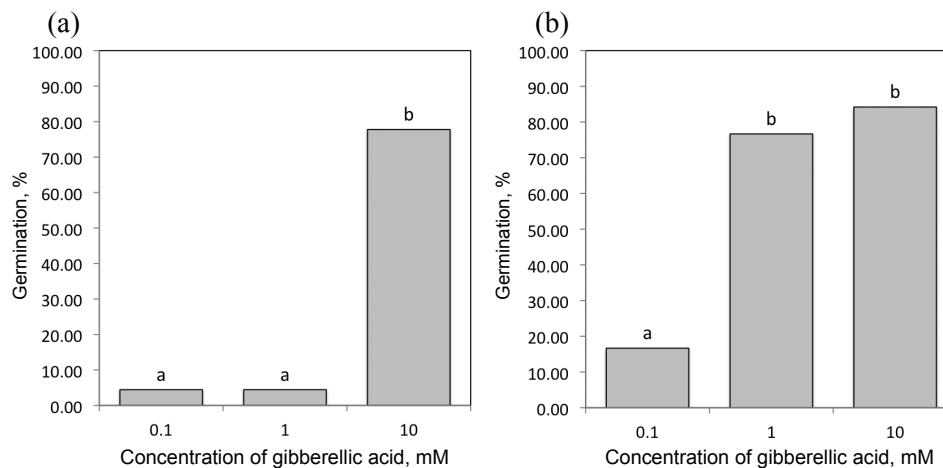 (a)
100.00
90.00
80.00
70.00
60.00
50.00
40.00
30.00
20.00
10.00
0.00
Germination, %
a
a
b
0.1
1
10
Concentration of gibberellic acid, mM
(b)
100.00
90.00
80.00
70.00
60.00
50.00
40.00
30.00
20.00
10.00
0.00
Germination, %
a
b
b
0.1
1
10
Concentration of gibberellic acid, mM